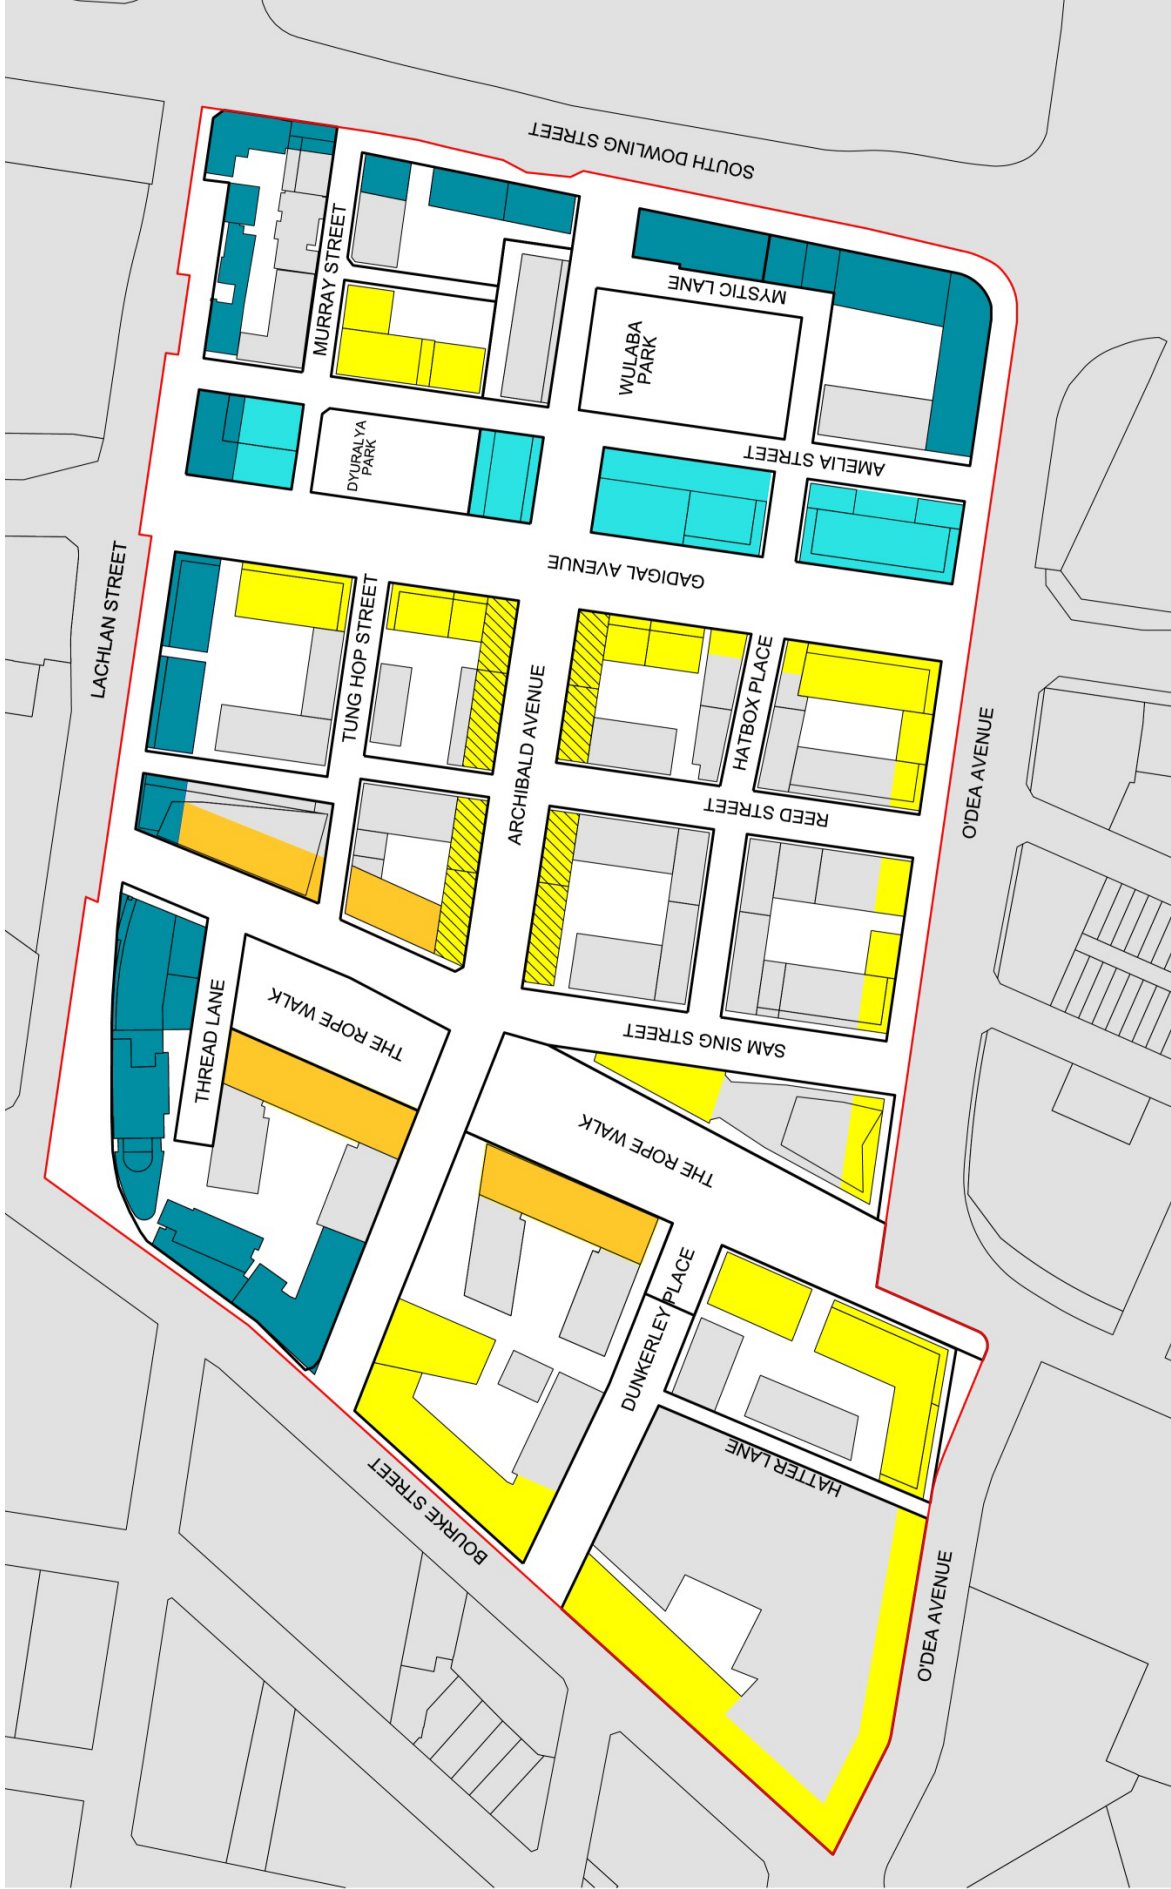 SOUTH DOWLING STREET
MURRAY STREET
MYSTIC LANE
WULABA
PARK
DYURALYA
PARK
AMELIA STREET
LACHLAN STREET
GADIGAL AVENUE
TUNG HOP STREET
ARCHIBALD AVENUE
HATBOX PLACE
REED STREET
O'DEA AVENUE
THREAD LANE
THE ROPE WALK
SAM SING STREET
THE ROPE WALK
DUNKERLEY PLACE
HATTER LANE
BOURKE STREET
O'DEA AVENUE